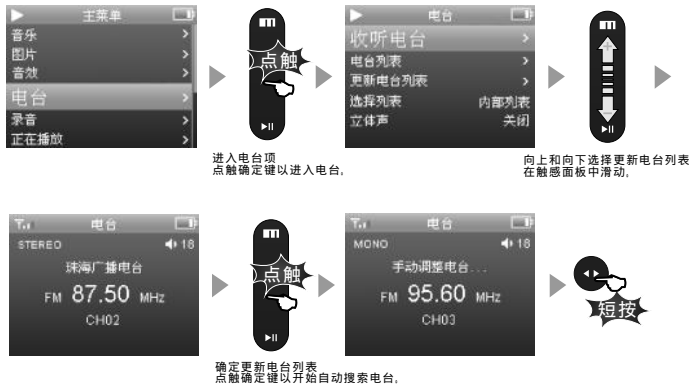 主菜单
音乐
图片
音效
电台
录音
正在播放
点触
进入电台项
点触确定键以进入电台,
电台
收听电台
电台列表
更新电台列表
选择列表 内部列表
立体声 关闭
向上和向下选择更新电台列表
在触感面板中滑动,
电台
STEREO 18
珠海广播电台
FM 87.50 MHz
CH02
点触
确定更新电台列表
点触确定键以开始自动搜索电台,
电台
MONO 18
手动调整电台...
FM 95.60 MHz
CH03
短按